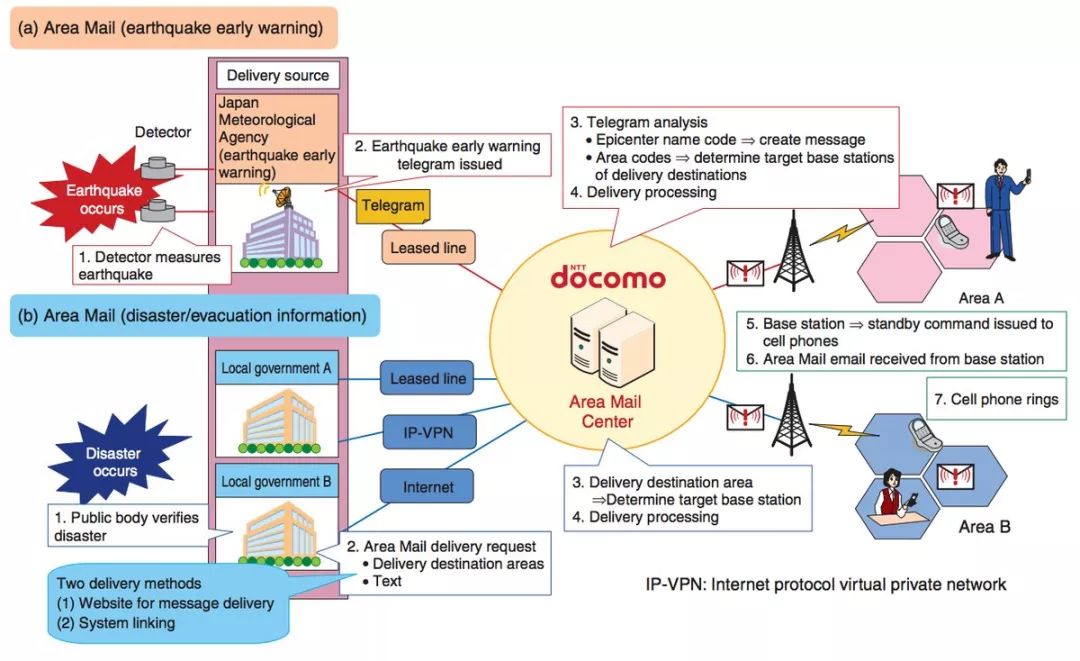 (a) Area Mail (earthquake early warning)
Delivery source
Japan
Meteorological
Agency
(earthquake early
warning)
Detector
Earthquake
occurs
1. Detector measures
earthquake
2. Earthquake early warning
telegram issued
Telegram
Leased line
3. Telegram analysis
• Epicenter name code ⇒ create message
• Area codes ⇒ determine target base stations
of delivery destinations
4. Delivery processing
NTT
docomo
Area Mail
Center
Area A
5. Base station ⇒ standby command issued to
cell phones
6. Area Mail email received from base station
7. Cell phone rings
(b) Area Mail (disaster/evacuation information)
Local government A
Leased line
IP-VPN
Internet
Disaster
occurs
Local government B
1. Public body verifies
disaster
2. Area Mail delivery request
• Delivery destination areas
• Text
Two delivery methods
(1) Website for message delivery
(2) System linking
3. Delivery destination area
⇒Determine target base station
4. Delivery processing
Area B
IP-VPN: Internet protocol virtual private network